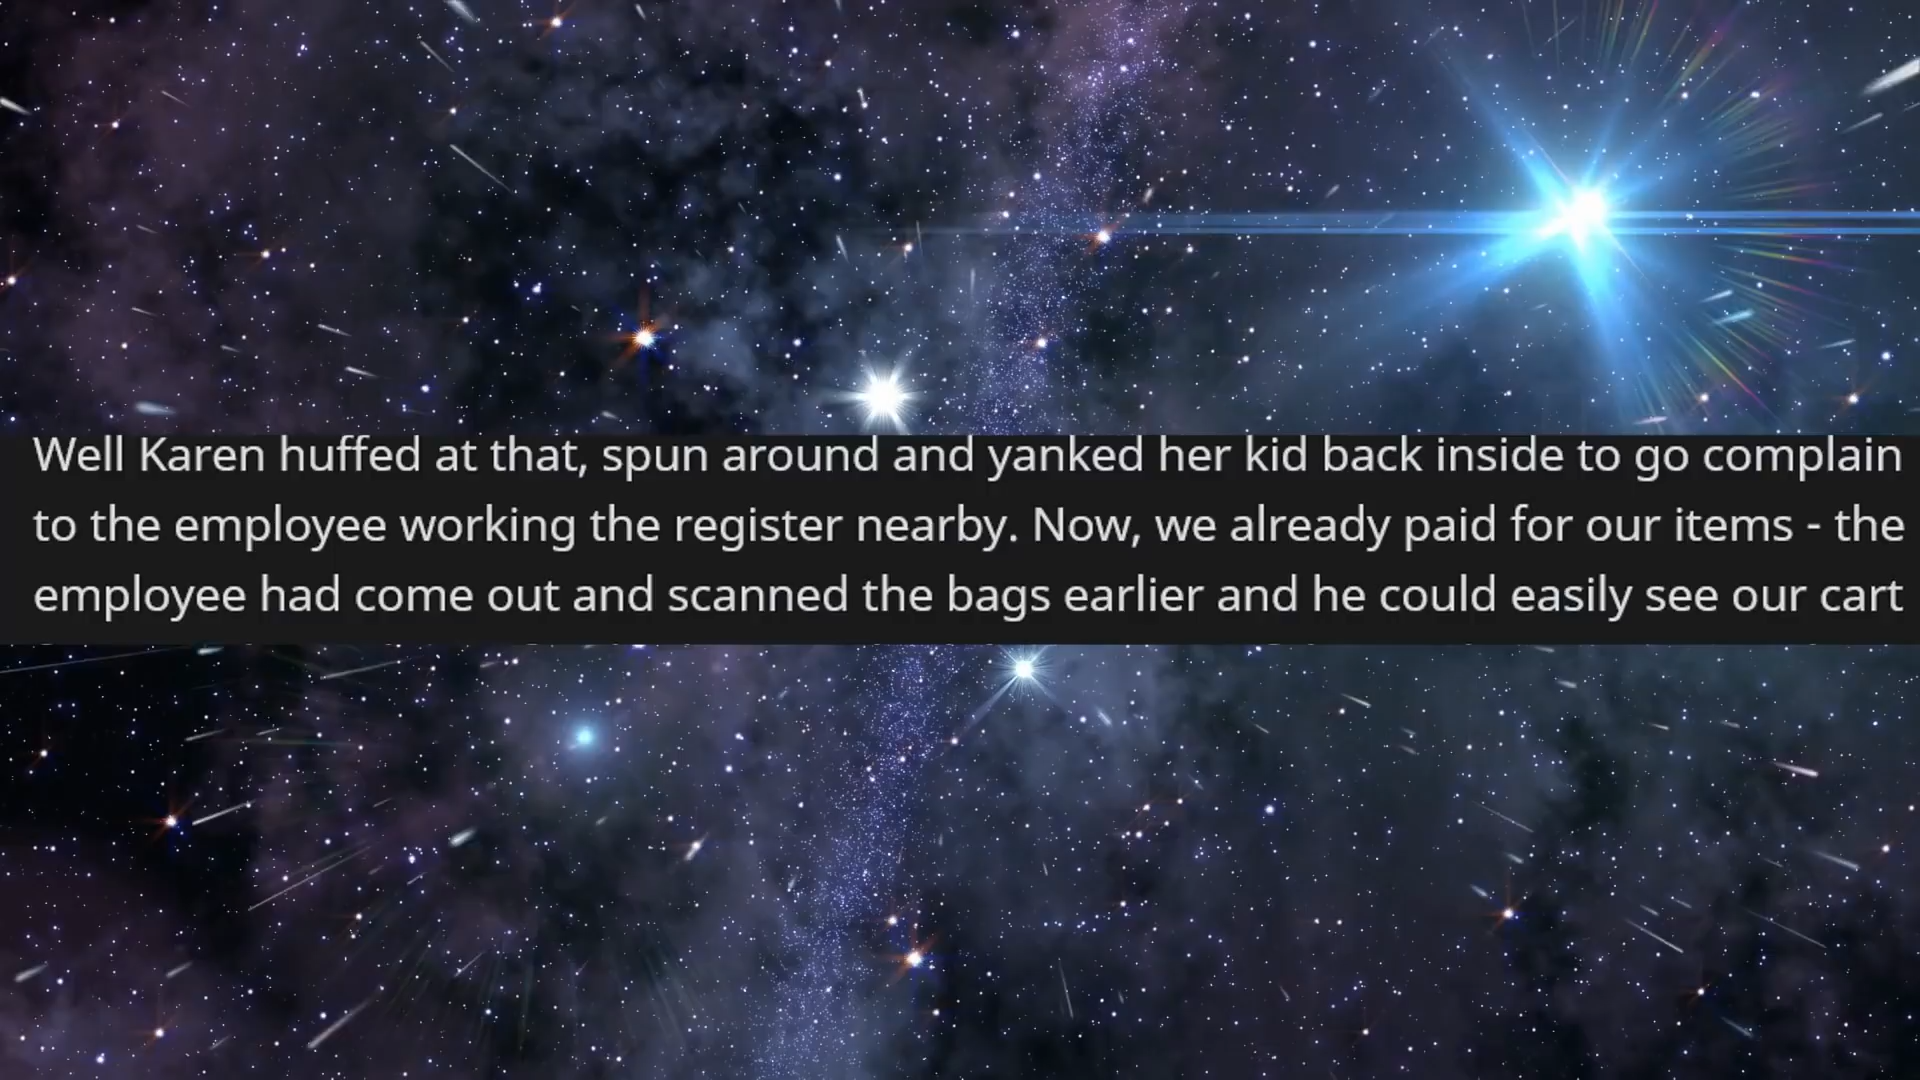 Well Karen huffed at that, spun around and yanked her kid back inside to go complain
to the employee working the register nearby. Now, we already paid for our items - the
employee had come out and scanned the bags earlier and he could easily see our cart